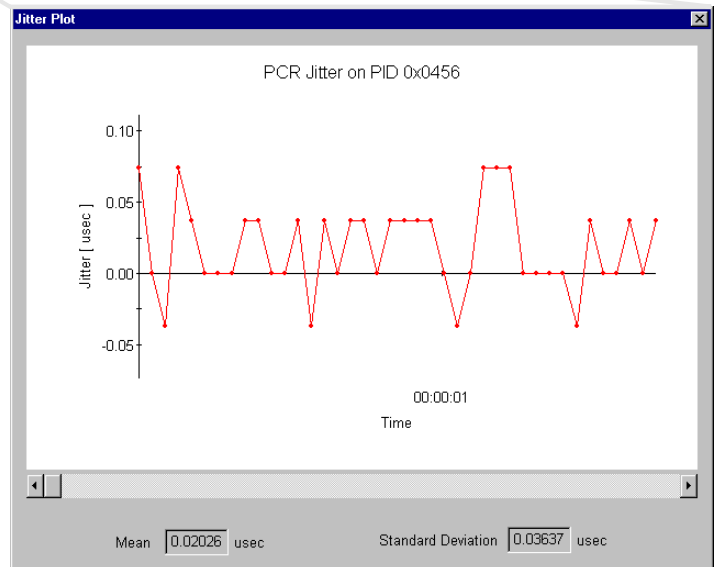 Jitter Plot
PCR Jitter on PID 0x0456
0.10
0.05
0.00
-0.05
Jitter [ usec ]
00:00:01
Time
Mean 0.02026 usec Standard Deviation 0.03637 usec